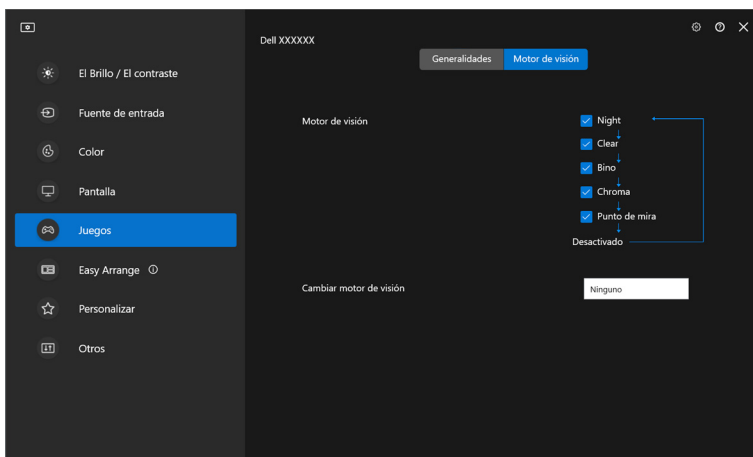 Dell XXXXXX
Generalidades Motor de visión
El Brillo / El contraste
Fuente de entrada
Color
Pantalla
Juegos
Easy Arrange
Personalizar
Otros
Motor de visión
Night
Clear
Bino
Chroma
Punto de mira
Desactivado
Cambiar motor de visión
Ninguno